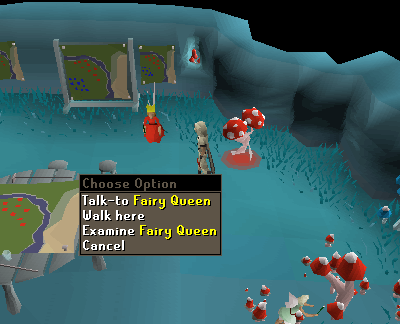 Choose Option
Talk-to Fairy Queen
Walk here
Examine Fairy Queen
Cancel